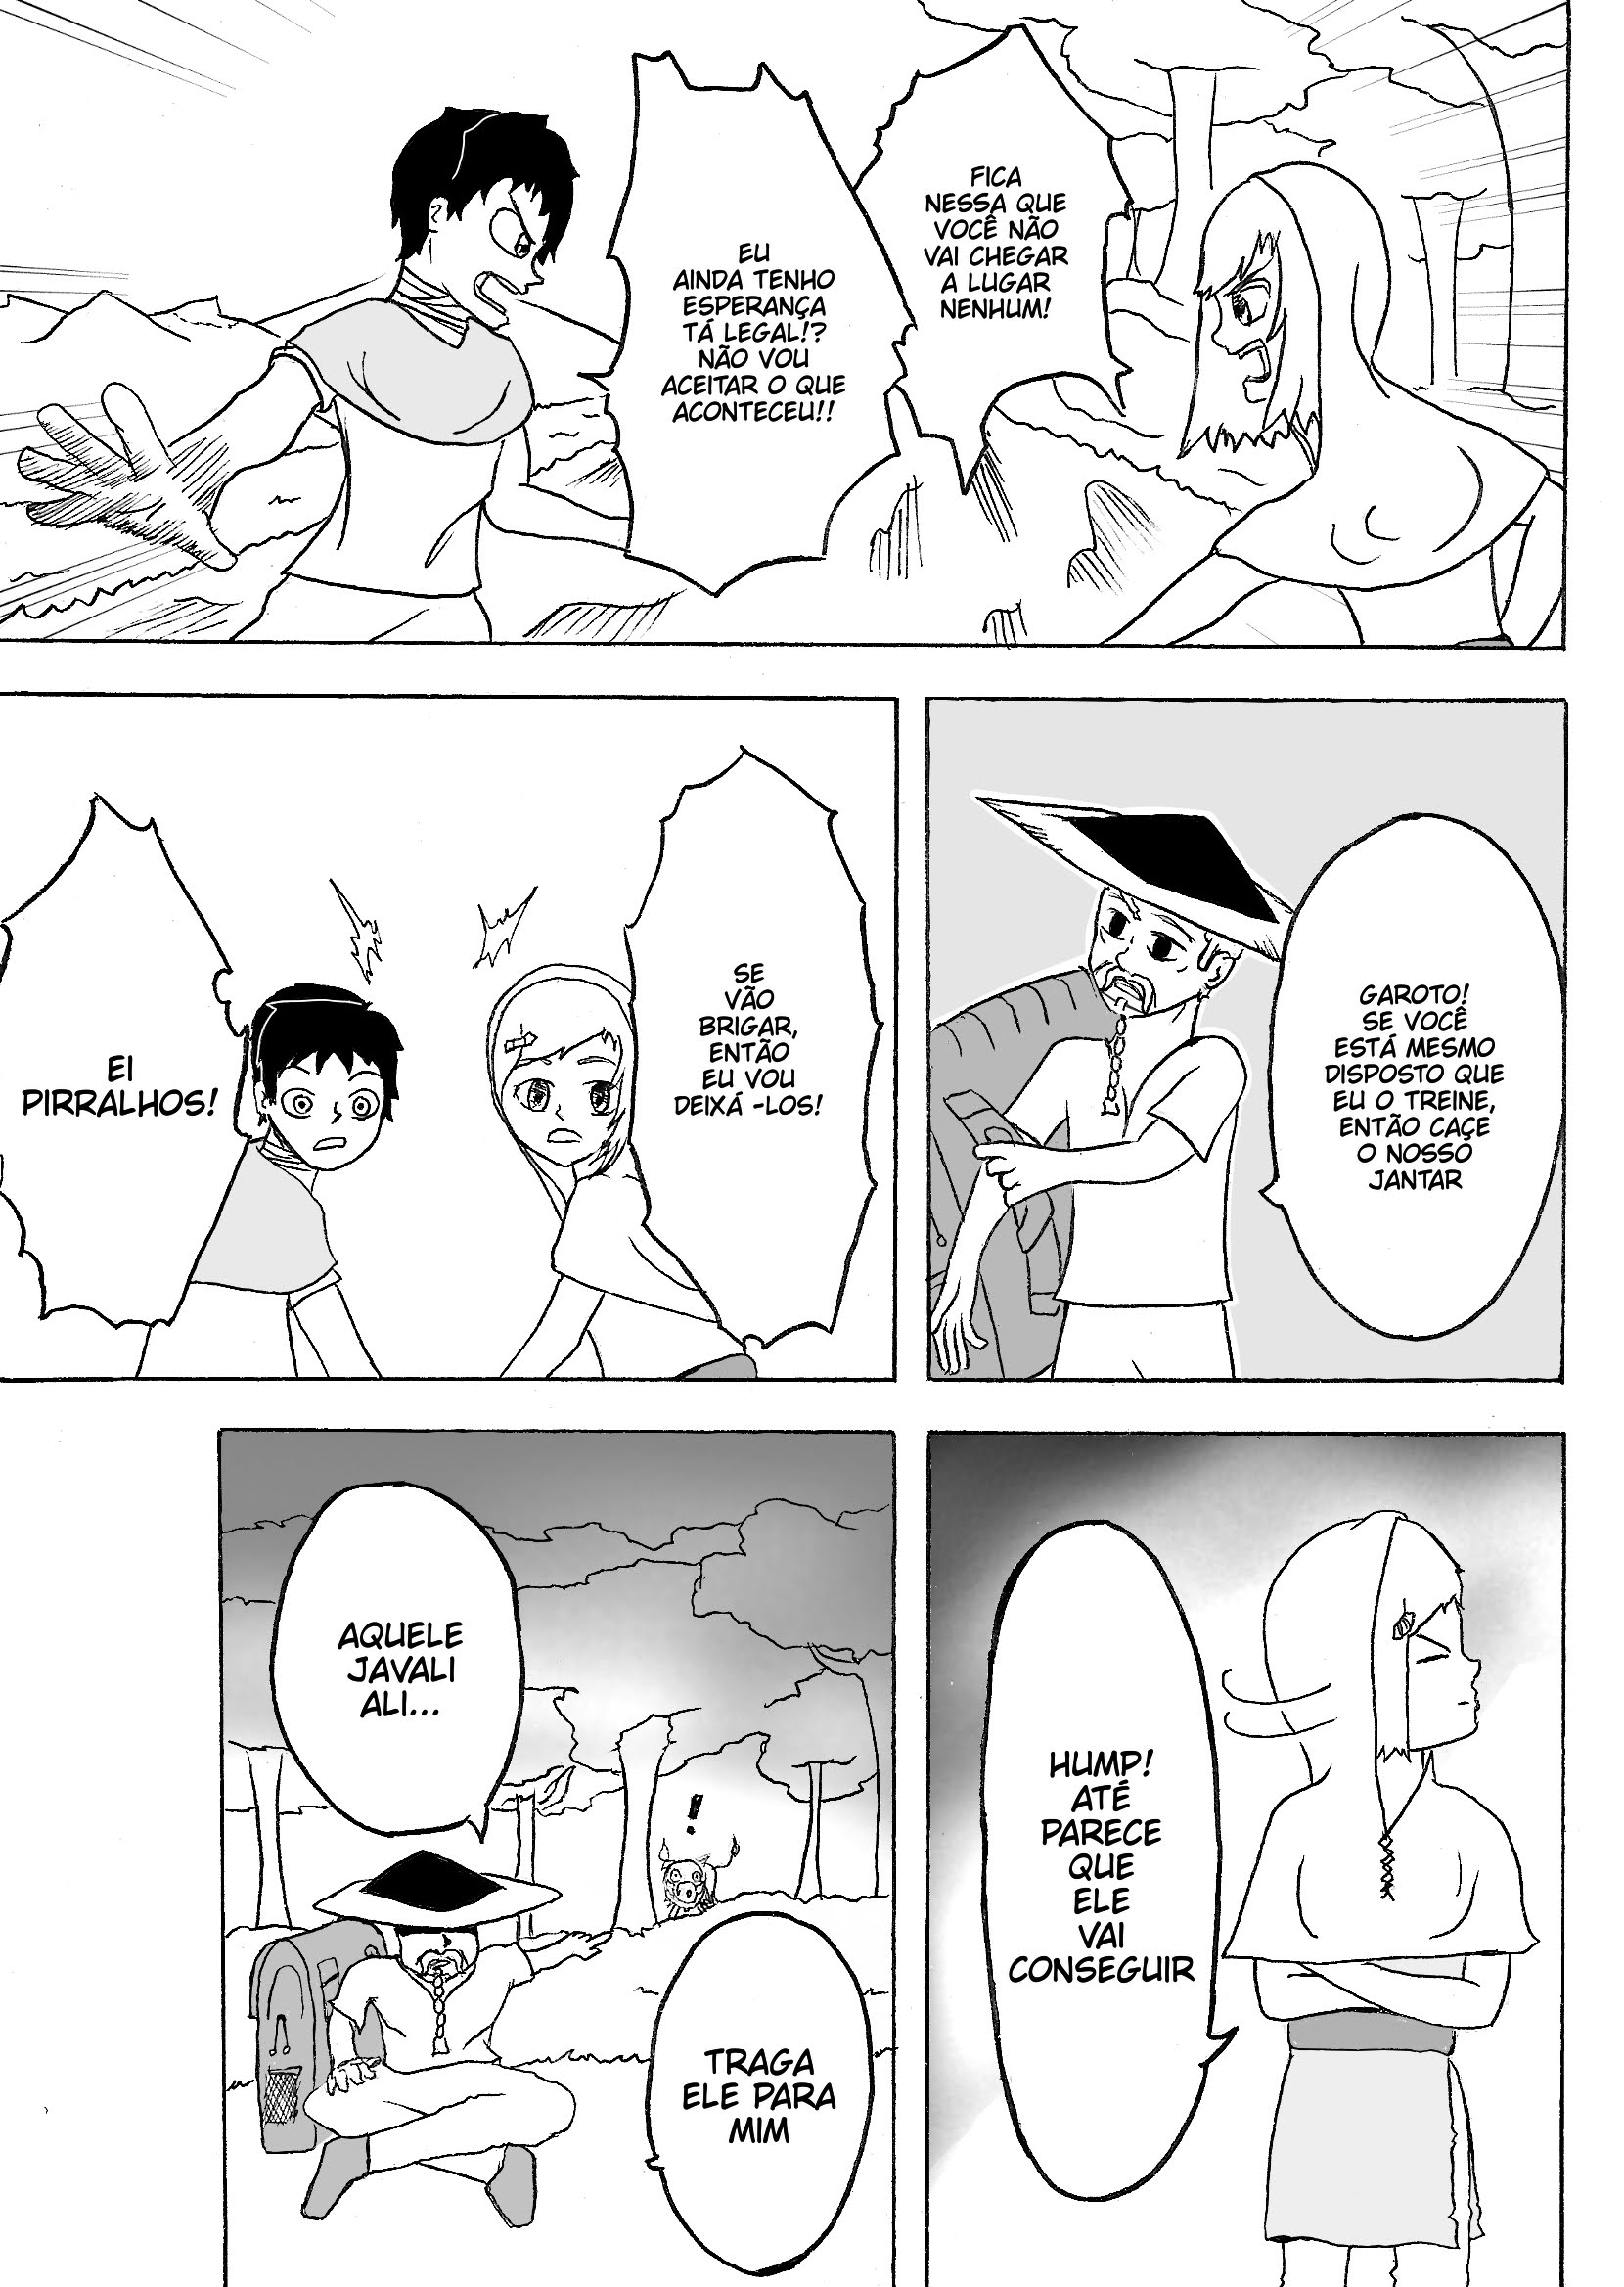 EU
AINDA TENHO
ESPERANÇA
TÁ LEGAL!?
NÃO VOU
ACEITAR O QUE
ACONTECEU!!
FICA
NESSA QUE
VOCÊ NÃO
VAI CHEGAR
A LUGAR
NENHUM!
EI
PIRRALHOS!
SE
VÃO
BRIGAR,
ENTÃO
EU VOU
DEIXÁ -LOS!
GAROTO!
SE VOCÊ
ESTÁ MESMO
DISPOSTO QUE
EU O TREINE,
ENTÃO CAÇE
O NOSSO
JANTAR
AQUELE
JAVALI
ALI...
!
TRAGA
ELE PARA
MIM
HUMP!
ATÉ
PARECE
QUE
ELE
VAI
CONSEGUIR